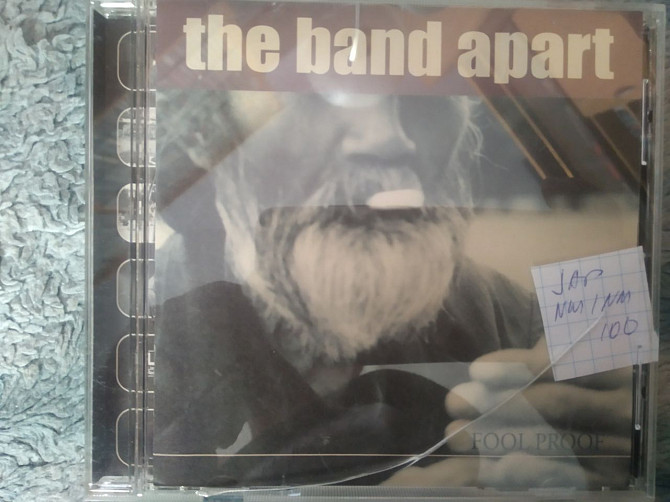 the band apart
JAP
NM/NM
100
FOOL PROOF